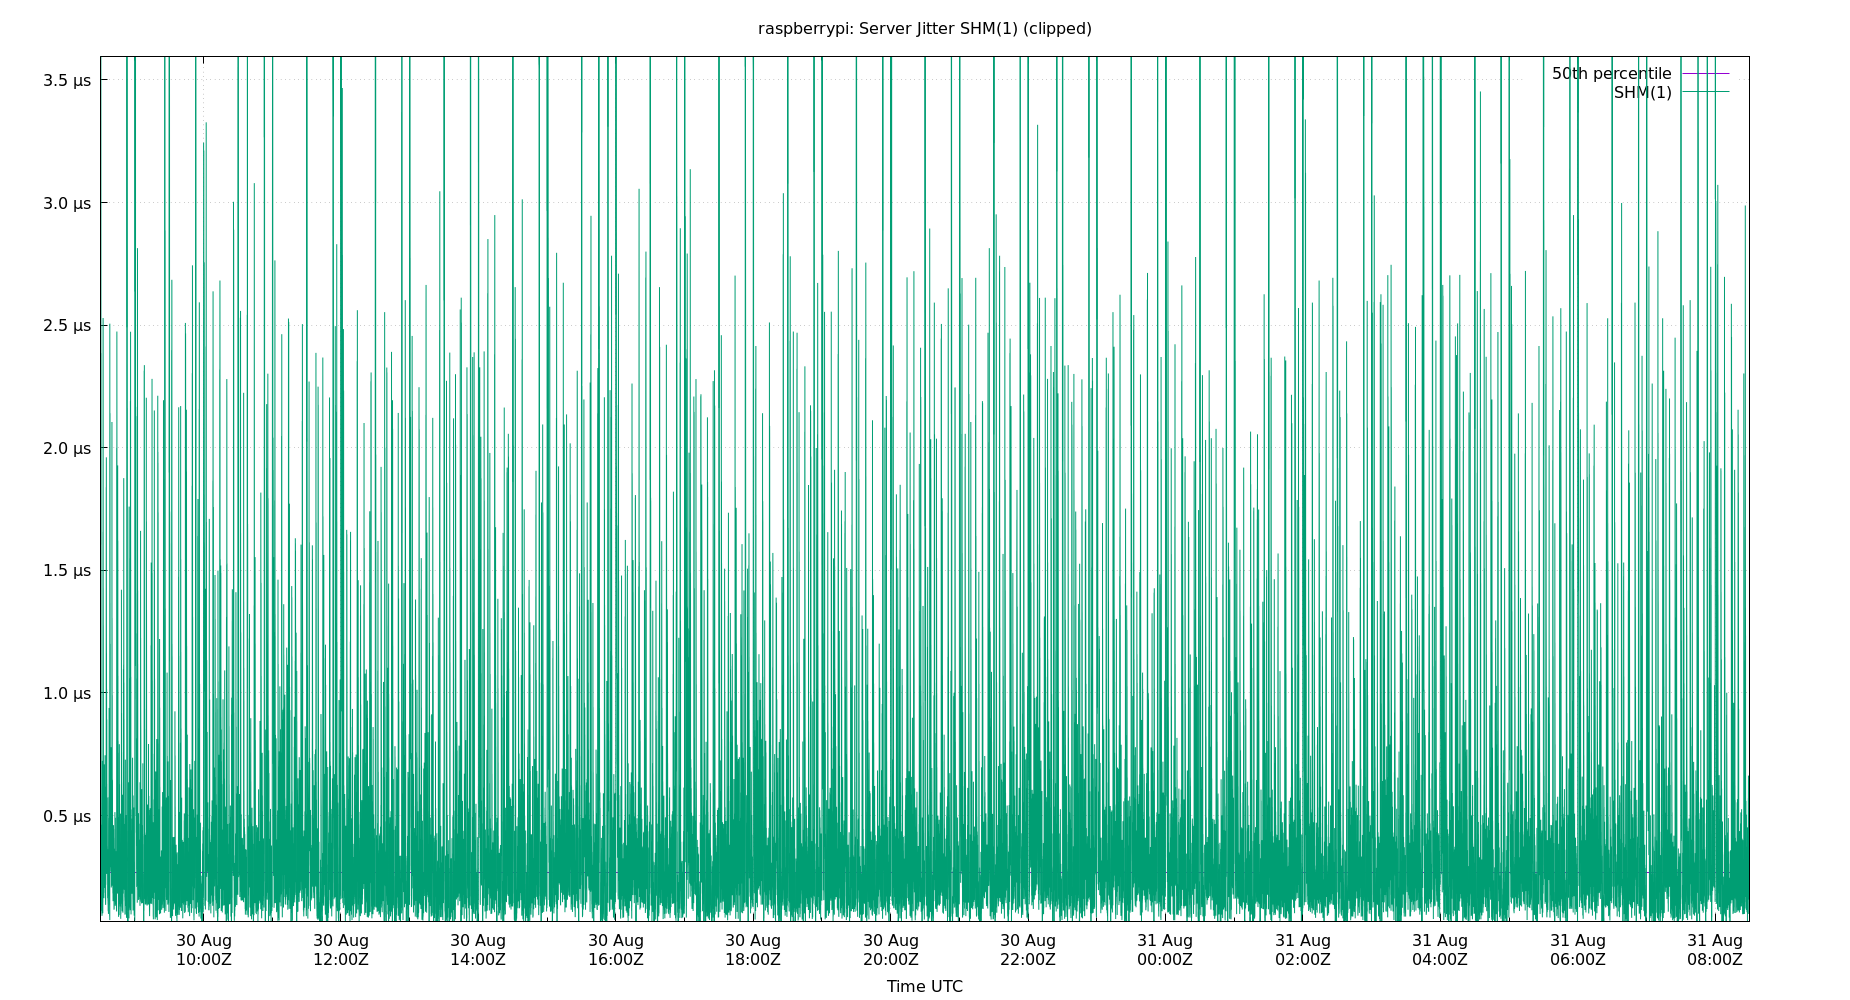 raspberrypi: Server Jitter SHM(1) (clipped)
3.5 µs
3.0 µs
2.5 µs
2.0 µs
1.5 µs
1.0 µs
0.5 µs
50th percentile
SHM(1)
30 Aug 30 Aug 30 Aug 30 Aug 30 Aug 30 Aug 30 Aug 31 Aug 31 Aug 31 Aug 31 Aug 31 Aug
10:00Z 12:00Z 14:00Z 16:00Z 18:00Z 20:00Z 22:00Z 00:00Z 02:00Z 04:00Z 06:00Z 08:00Z
Time UTC